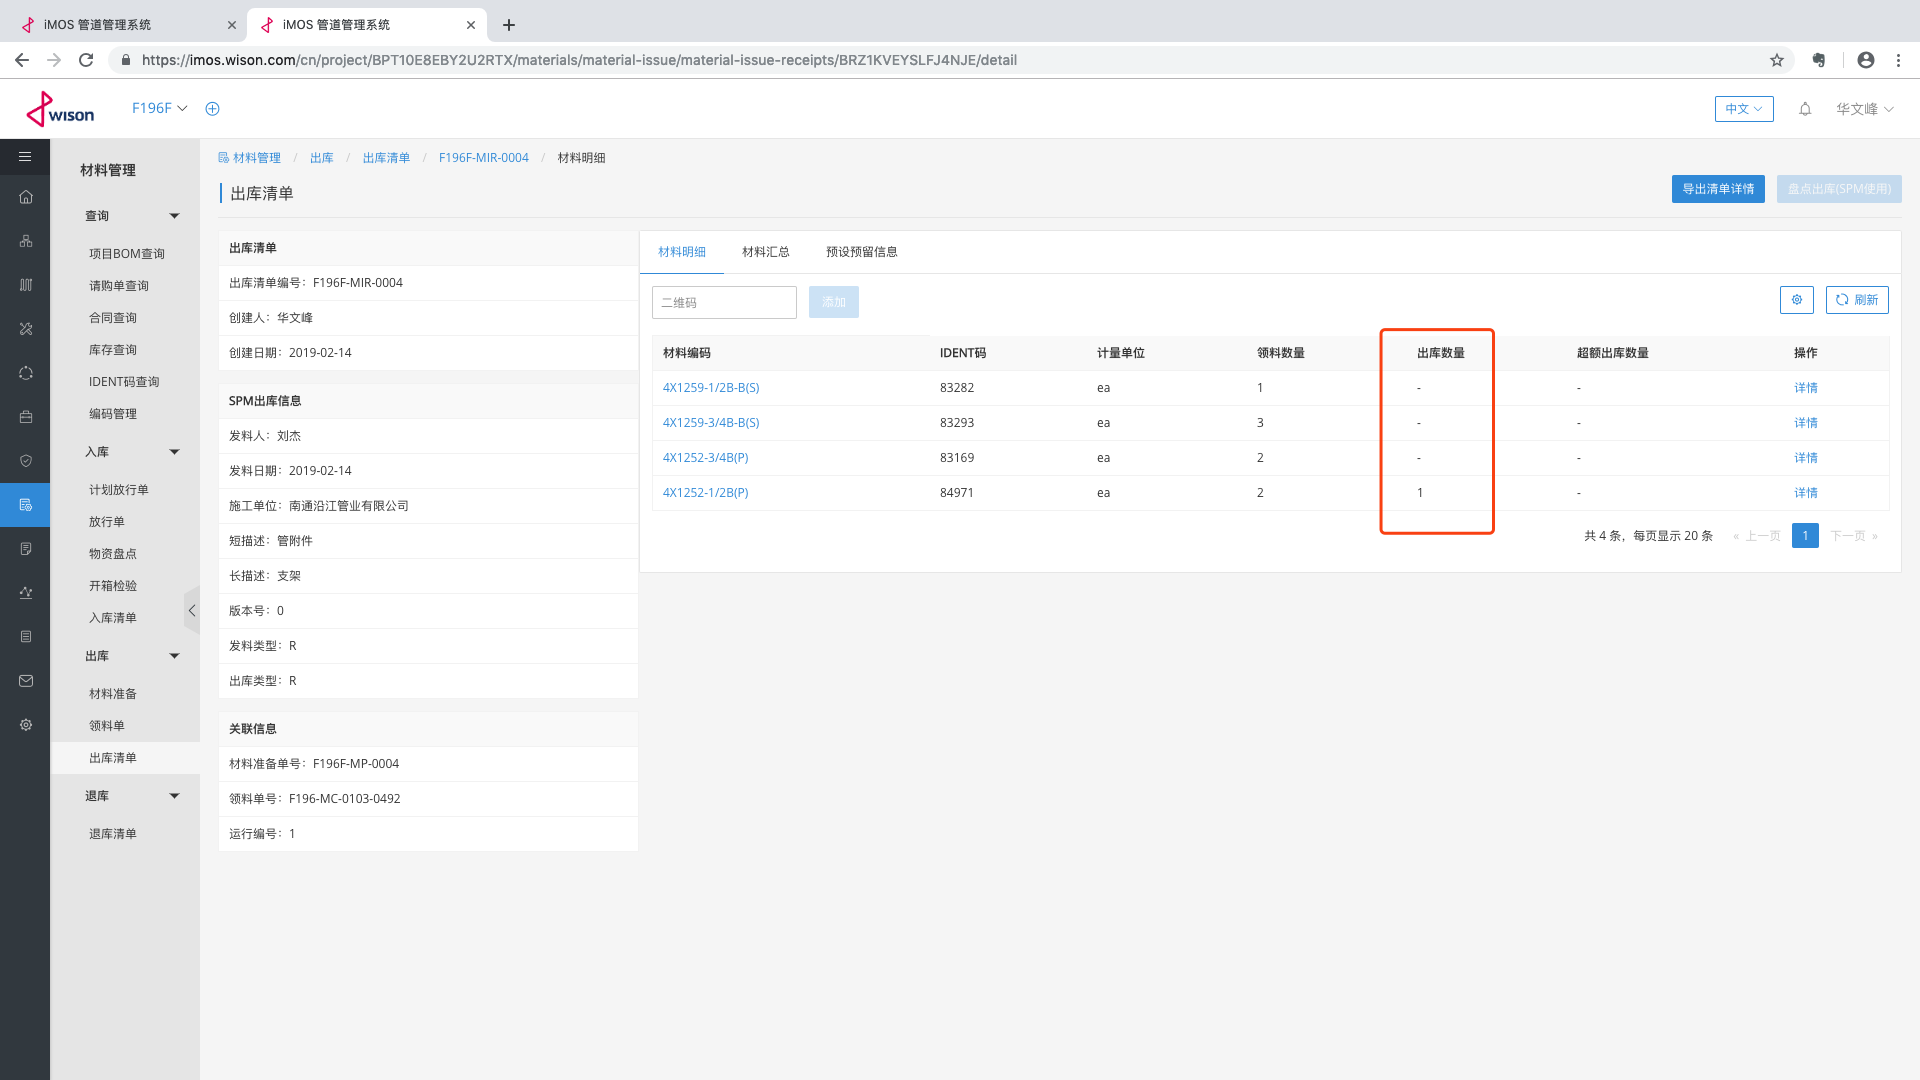 iMOS 管道管理系统
iMOS 管道管理系统
https://imos.wison.com/cn/project/BPT10E8EBY2U2RTX/materials/material-issue/material-issue-receipts/BRZ1KVEYSLFJ4NJE/detail
wison
F196F
中文
华文峰
材料管理 / 出库 / 出库清单 / F196F-MIR-0004 / 材料明细
出库清单
导出清单详情
盘点出库(SPM使用)
材料管理
查询
项目BOM查询
请购单查询
合同查询
库存查询
IDENT码查询
编码管理
入库
计划放行单
放行单
物资盘点
开箱检验
入库清单
出库
材料准备
领料单
出库清单
退库
退库清单
出库清单
出库清单编号：F196F-MIR-0004
创建人：华文峰
创建日期：2019-02-14
SPM出库信息
发料人：刘杰
发料日期：2019-02-14
施工单位：南通沿江管业有限公司
短描述：管附件
长描述：支架
版本号：0
发料类型：R
出库类型：R
关联信息
材料准备单号：F196F-MP-0004
领料单号：F196-MC-0103-0492
运行编号：1
材料明细 材料汇总 预设预留信息
二维码 添加 刷新
材料编码 IDENT码 计量单位 领料数量 出库数量 超额出库数量 操作
4X1259-1/2B-B(S) 83282 ea 1 - - 详情
4X1259-3/4B-B(S) 83293 ea 3 - - 详情
4X1252-3/4B(P) 83169 ea 2 - - 详情
4X1252-1/2B(P) 84971 ea 2 1 - 详情
共 4 条，每页显示 20 条 « 上一页 1 下一页 »